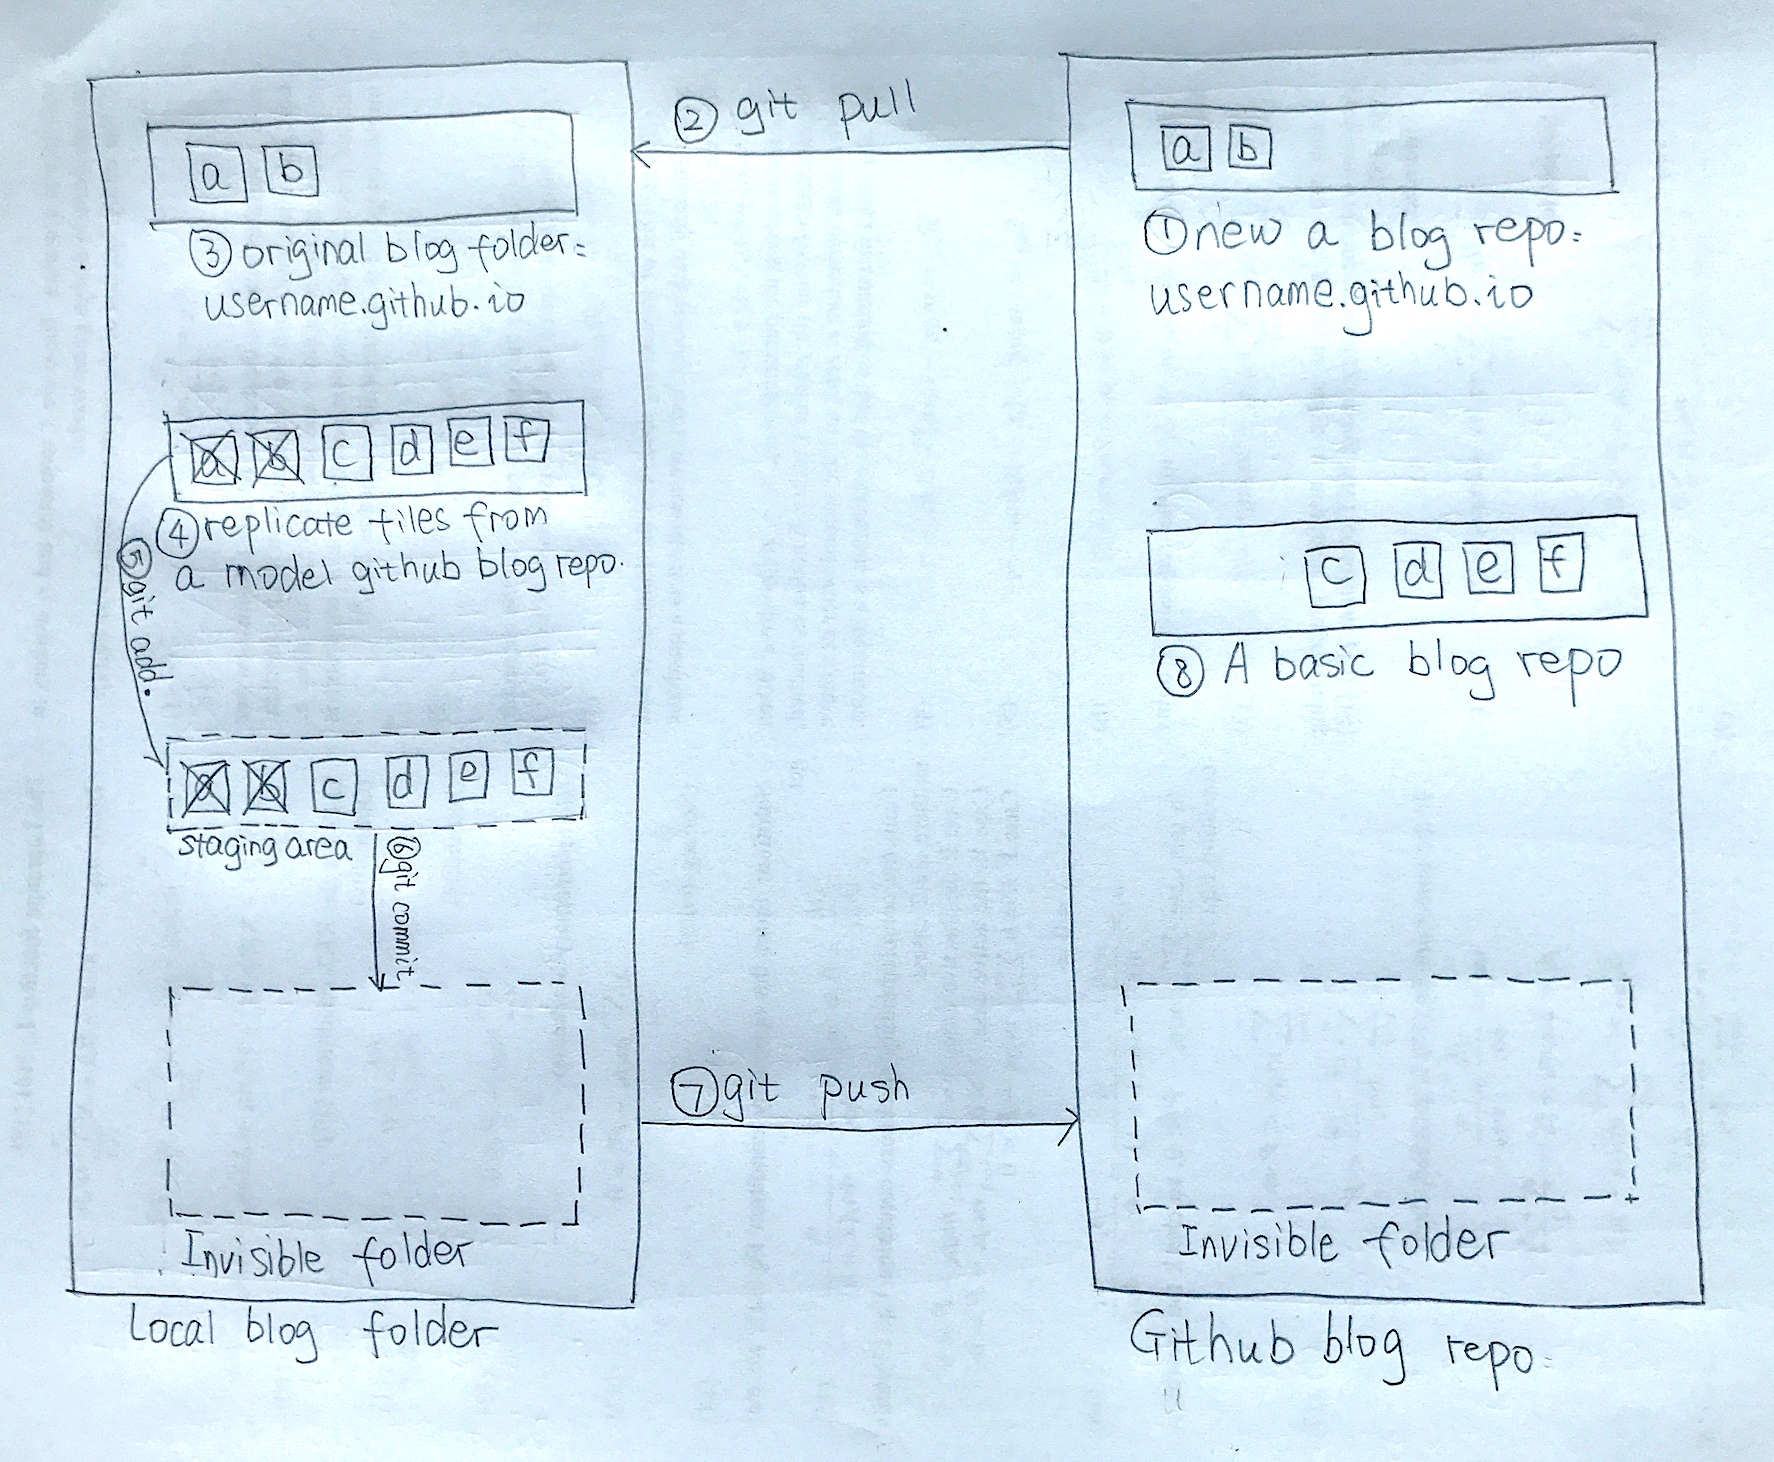 ② git pull
a b
③ original blog folder:
username.github.io
a b c d e f
④ replicate files from
a model github blog repo.
⑤ git add .
a b c d e f
staging area
⑥ git commit
Invisible folder
Local blog folder
⑦ git push
a b
① new a blog repo:
username.github.io
c d e f
⑧ A basic blog repo
Invisible folder
Github blog repo: